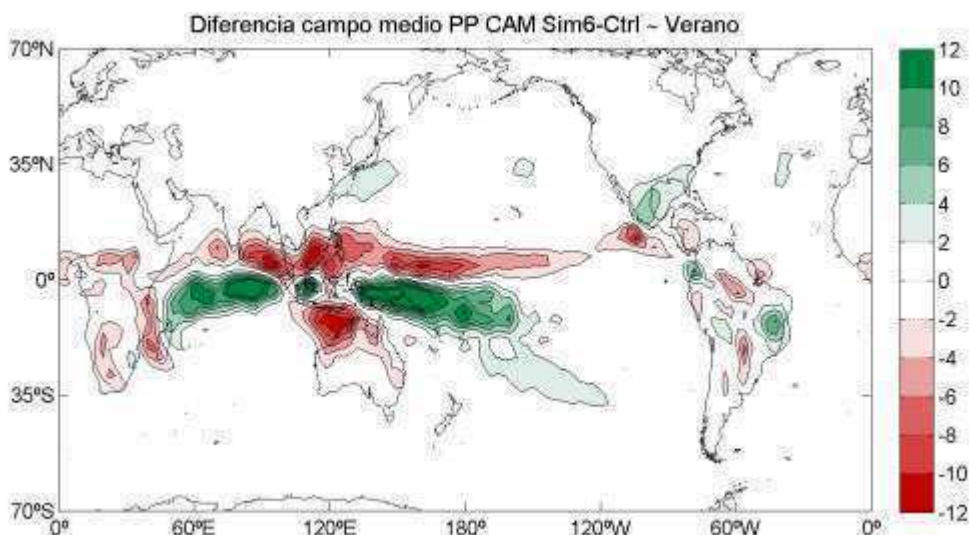 Diferencia campo medio PP CAM Sim6-Ctrl ~ Verano
70ºN
35ºN
0º
35ºS
70ºS
0º 60ºE 120ºE 180º 120ºW 60ºW 0º
12
10
8
6
4
2
0
-2
-4
-6
-8
-10
-12